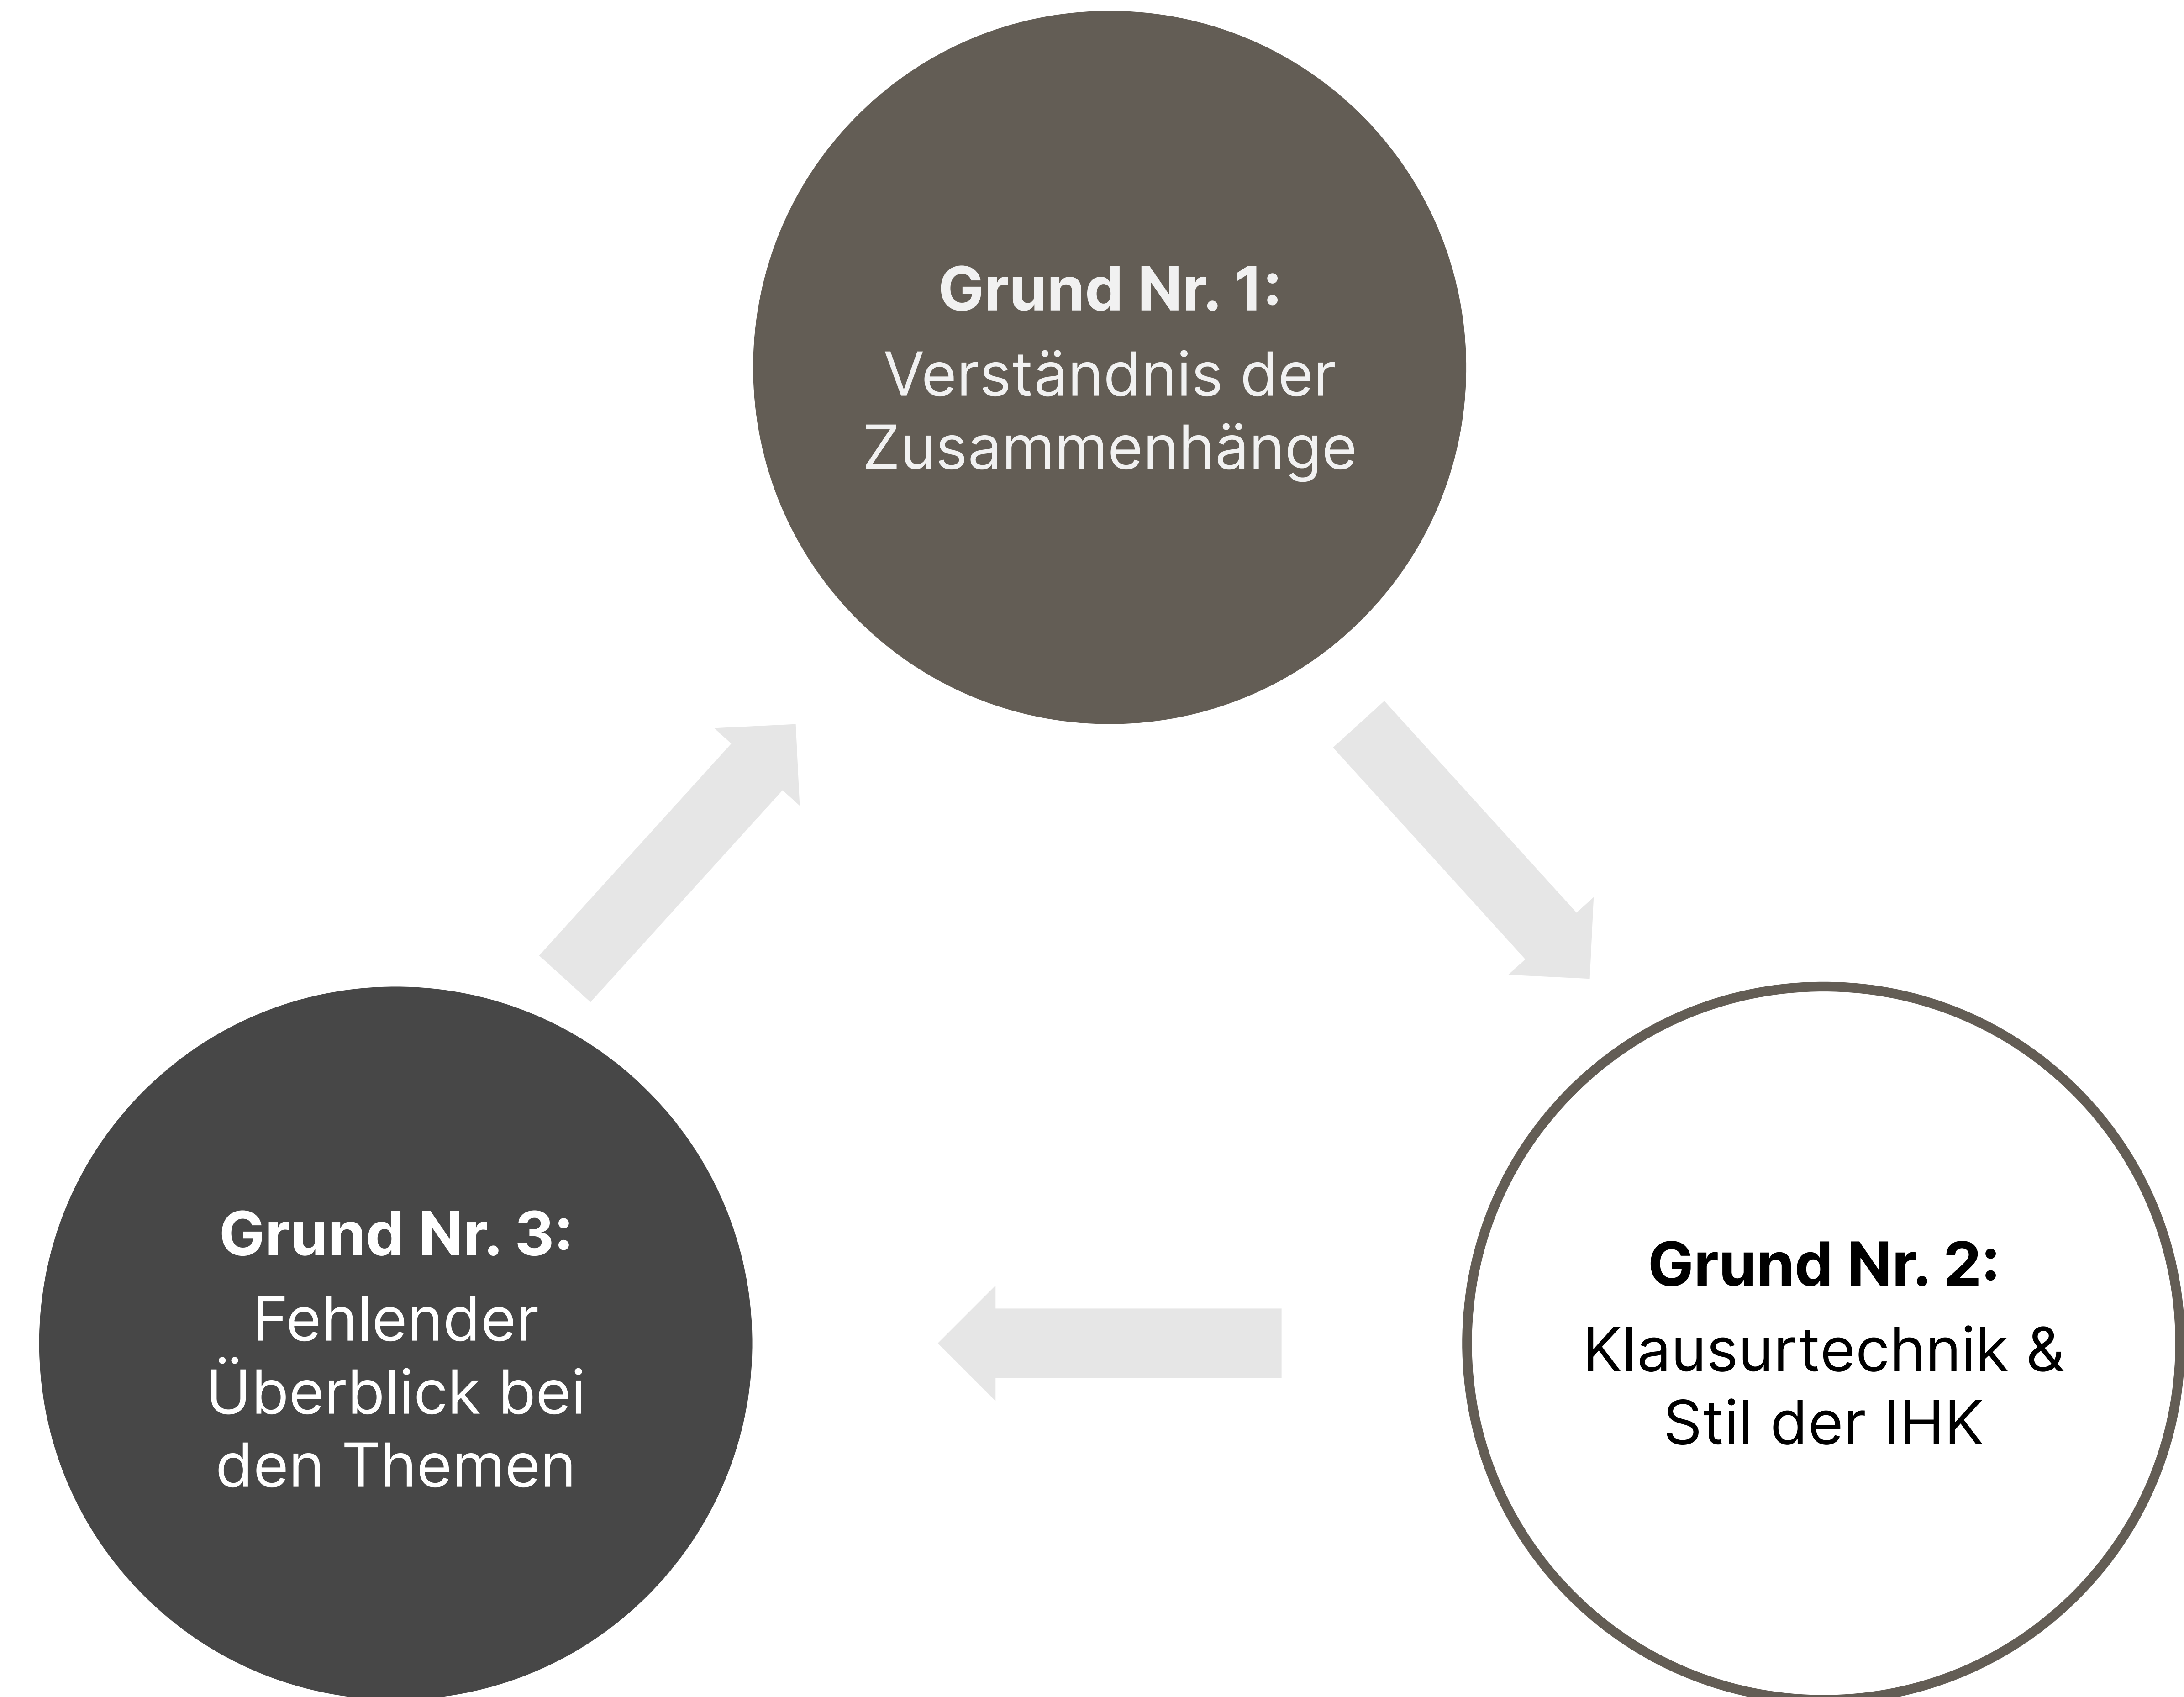 Grund Nr. 1:
Verständnis der
Zusammenhänge
Grund Nr. 2:
Klausurtechnik &
Stil der IHK
Grund Nr. 3:
Fehlender
Überblick bei
den Themen